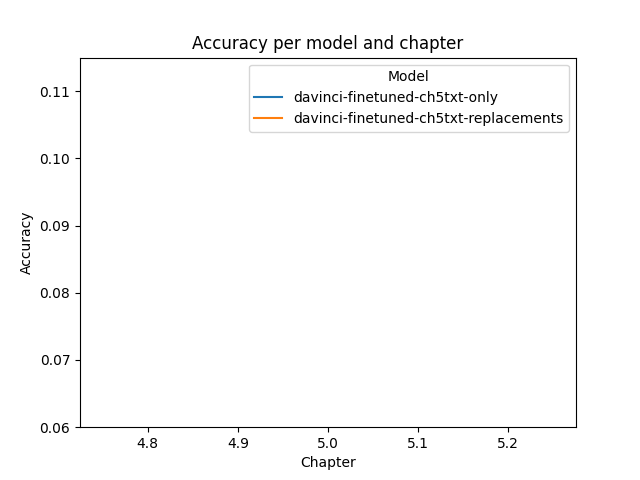 Accuracy per model and chapter
Model
davinci-finetuned-ch5txt-only
davinci-finetuned-ch5txt-replacements
Accuracy
0.11
0.10
0.09
0.08
0.07
0.06
4.8 4.9 5.0 5.1 5.2
Chapter